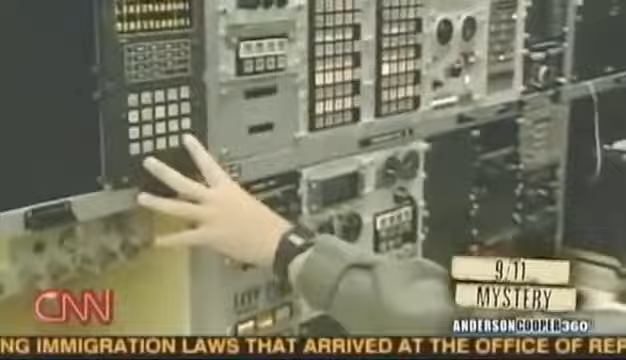 CNN
9/11
MYSTERY
ANDERSON COOPER 360°
NG IMMIGRATION LAWS THAT ARRIVED AT THE OFFICE OF REP